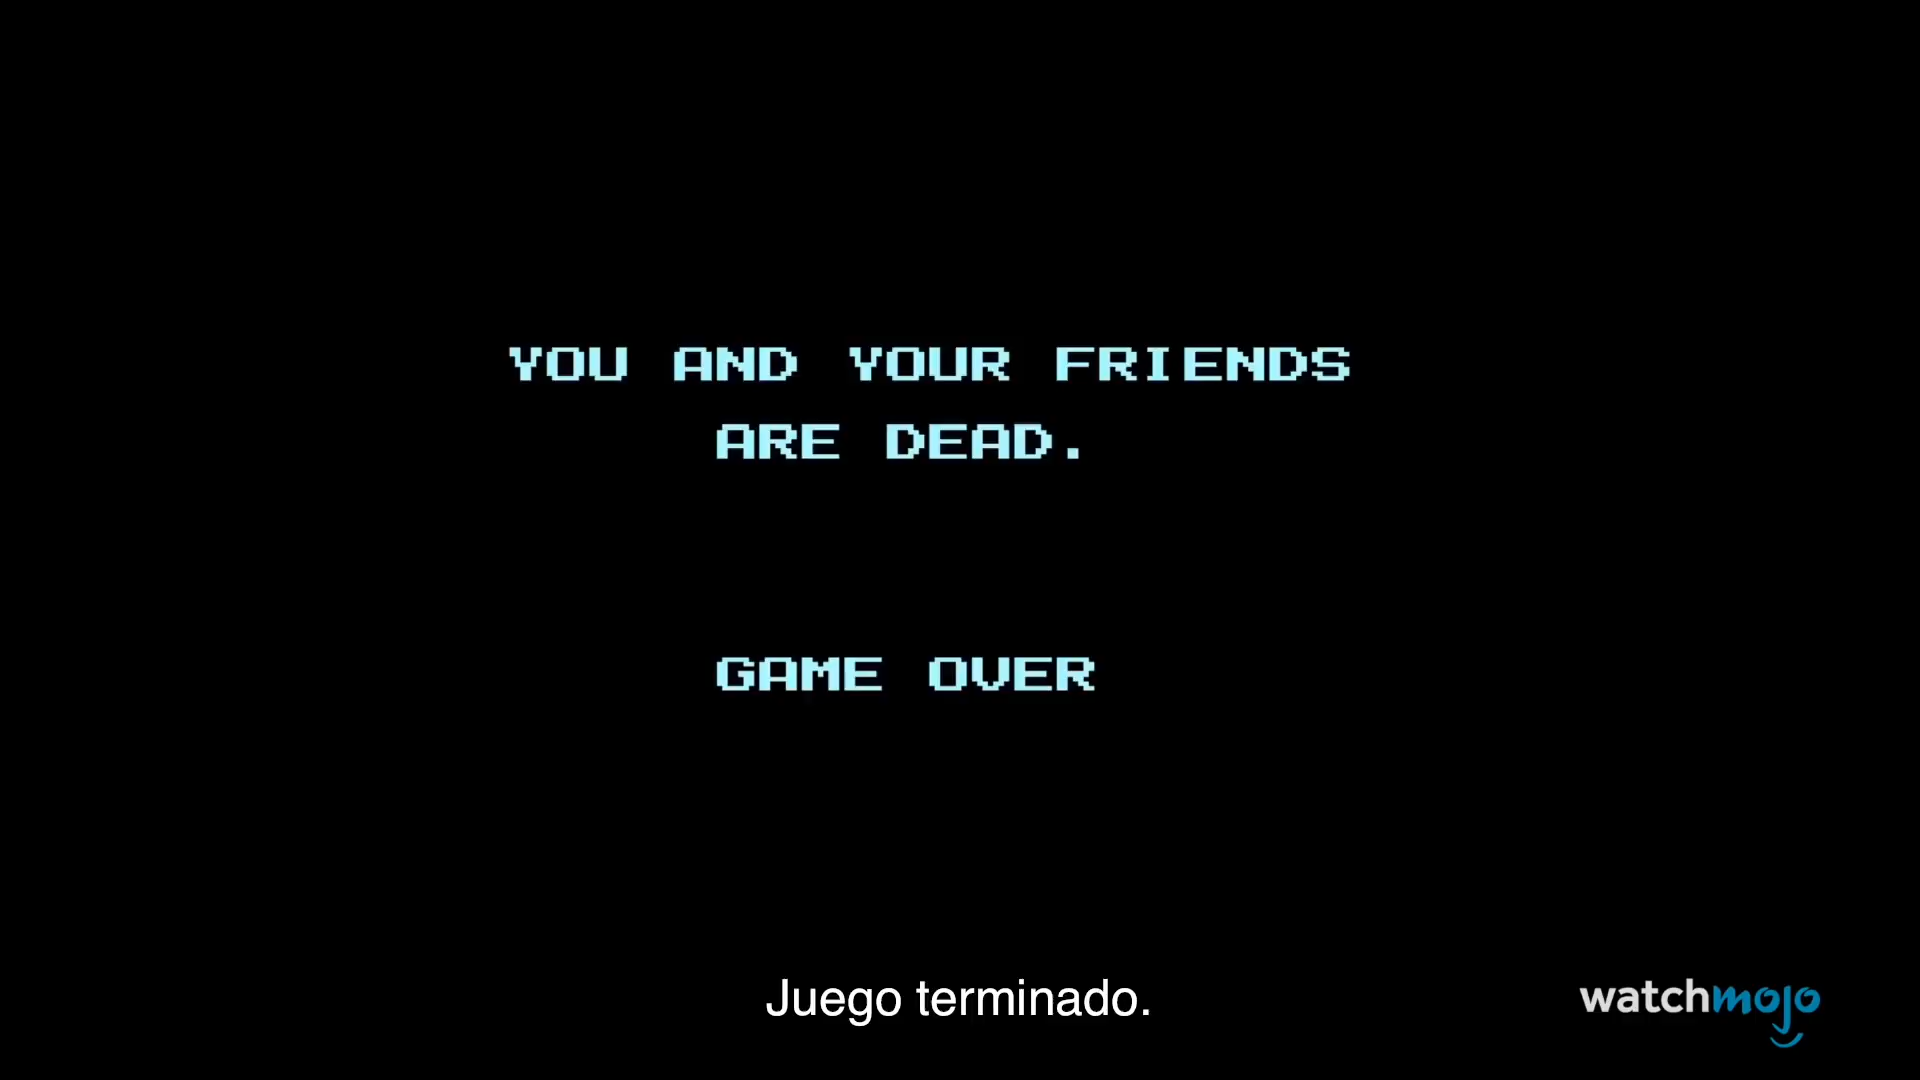 YOU AND YOUR FRIENDS
ARE DEAD.
GAME OVER
Juego terminado.
watchmojo